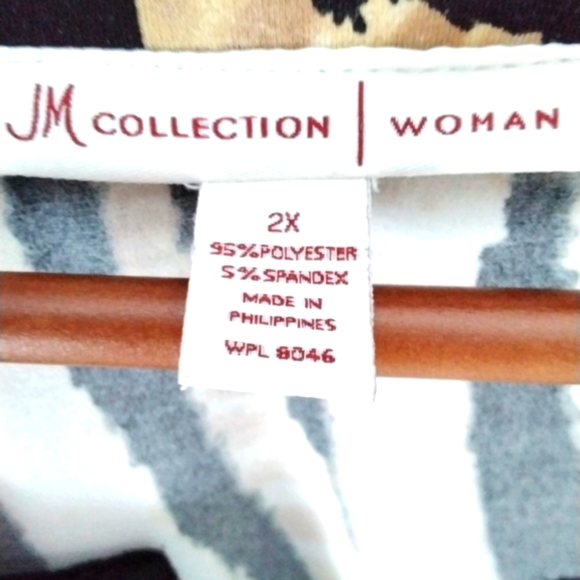 JM COLLECTION | WOMAN
2X
95% POLYESTER
5% SPANDEX
MADE IN
PHILIPPINES
WPL 8046